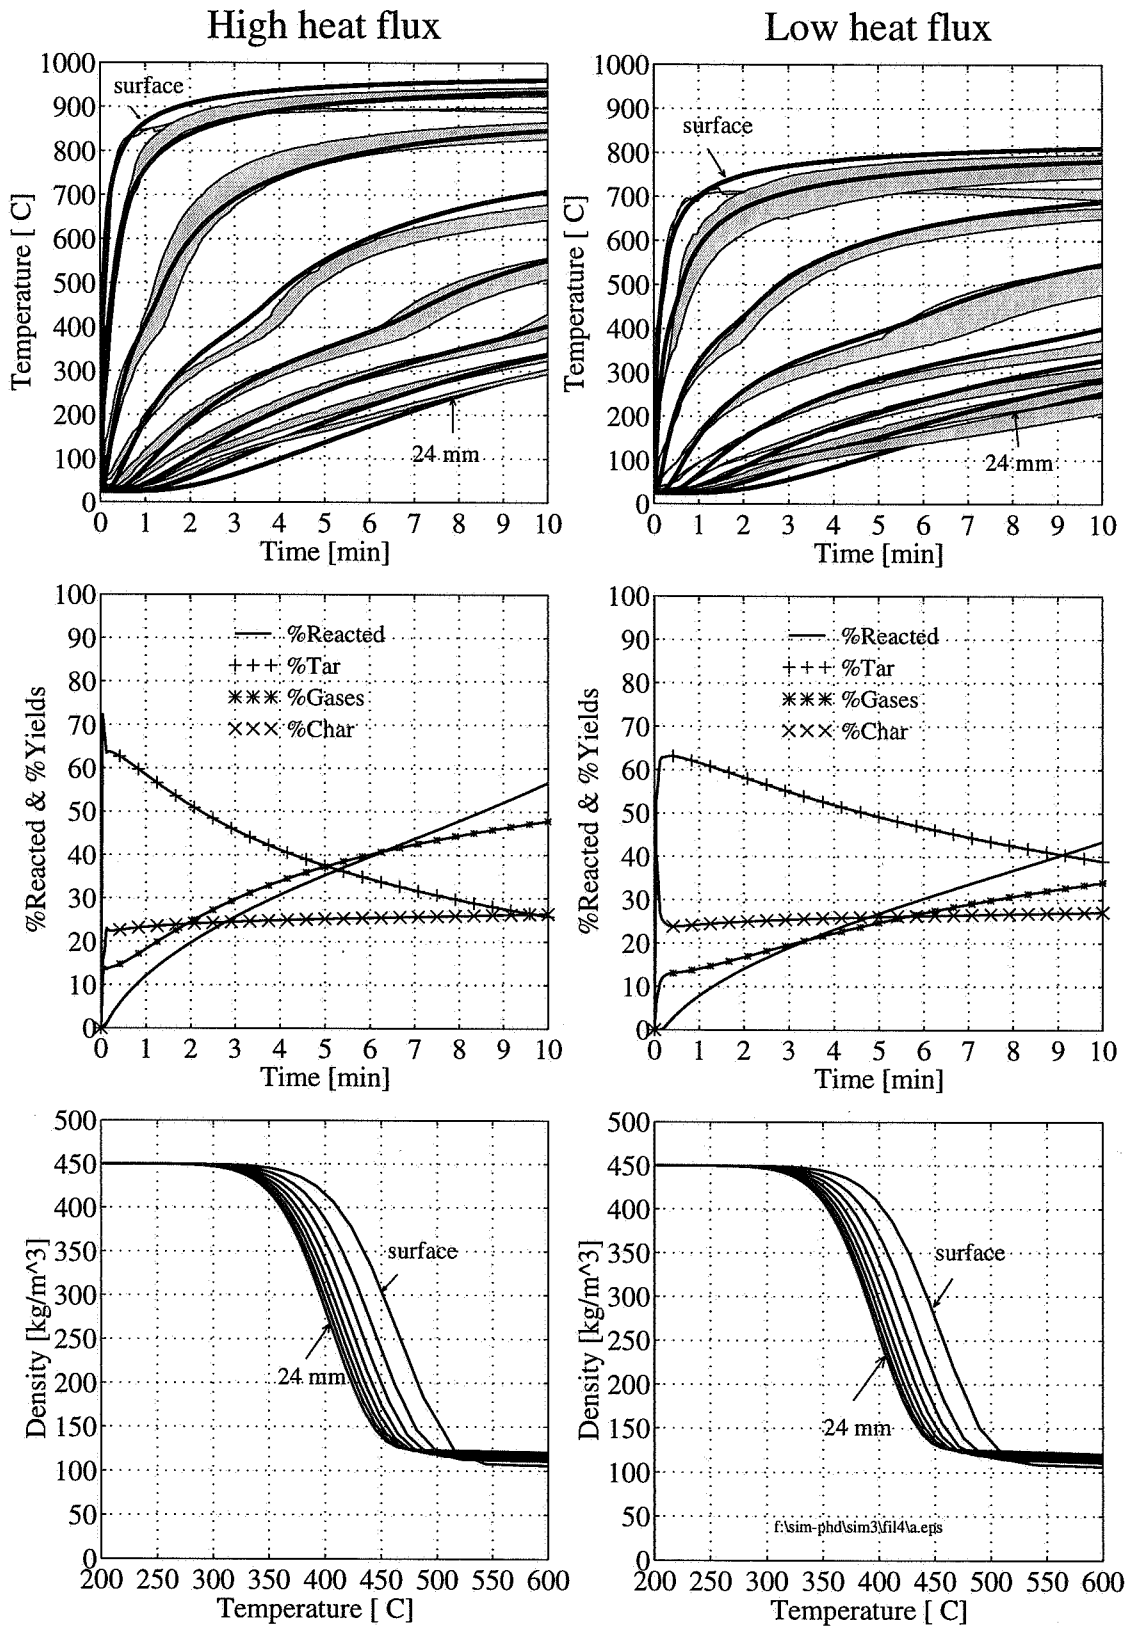 High heat flux
Low heat flux
1000
900
800
700
600
500
400
300
200
100
0
Temperature [ C]
surface
24 mm
0 1 2 3 4 5 6 7 8 9 10
Time [min]
1000
900
800
700
600
500
400
300
200
100
0
Temperature [ C]
surface
24 mm
0 1 2 3 4 5 6 7 8 9 10
Time [min]
100
90
80
70
60
50
40
30
20
10
0
%Reacted & %Yields
%Reacted
%Tar
%Gases
%Char
0 1 2 3 4 5 6 7 8 9 10
Time [min]
100
90
80
70
60
50
40
30
20
10
0
%Reacted & %Yields
%Reacted
%Tar
%Gases
%Char
0 1 2 3 4 5 6 7 8 9 10
Time [min]
500
450
400
350
300
250
200
150
100
50
0
Density [kg/m^3]
surface
24 mm
200 250 300 350 400 450 500 550 600
Temperature [ C]
500
450
400
350
300
250
200
150
100
50
0
Density [kg/m^3]
surface
24 mm
f:\sim-phd\sim3\fil4\a.eps
200 250 300 350 400 450 500 550 600
Temperature [ C]